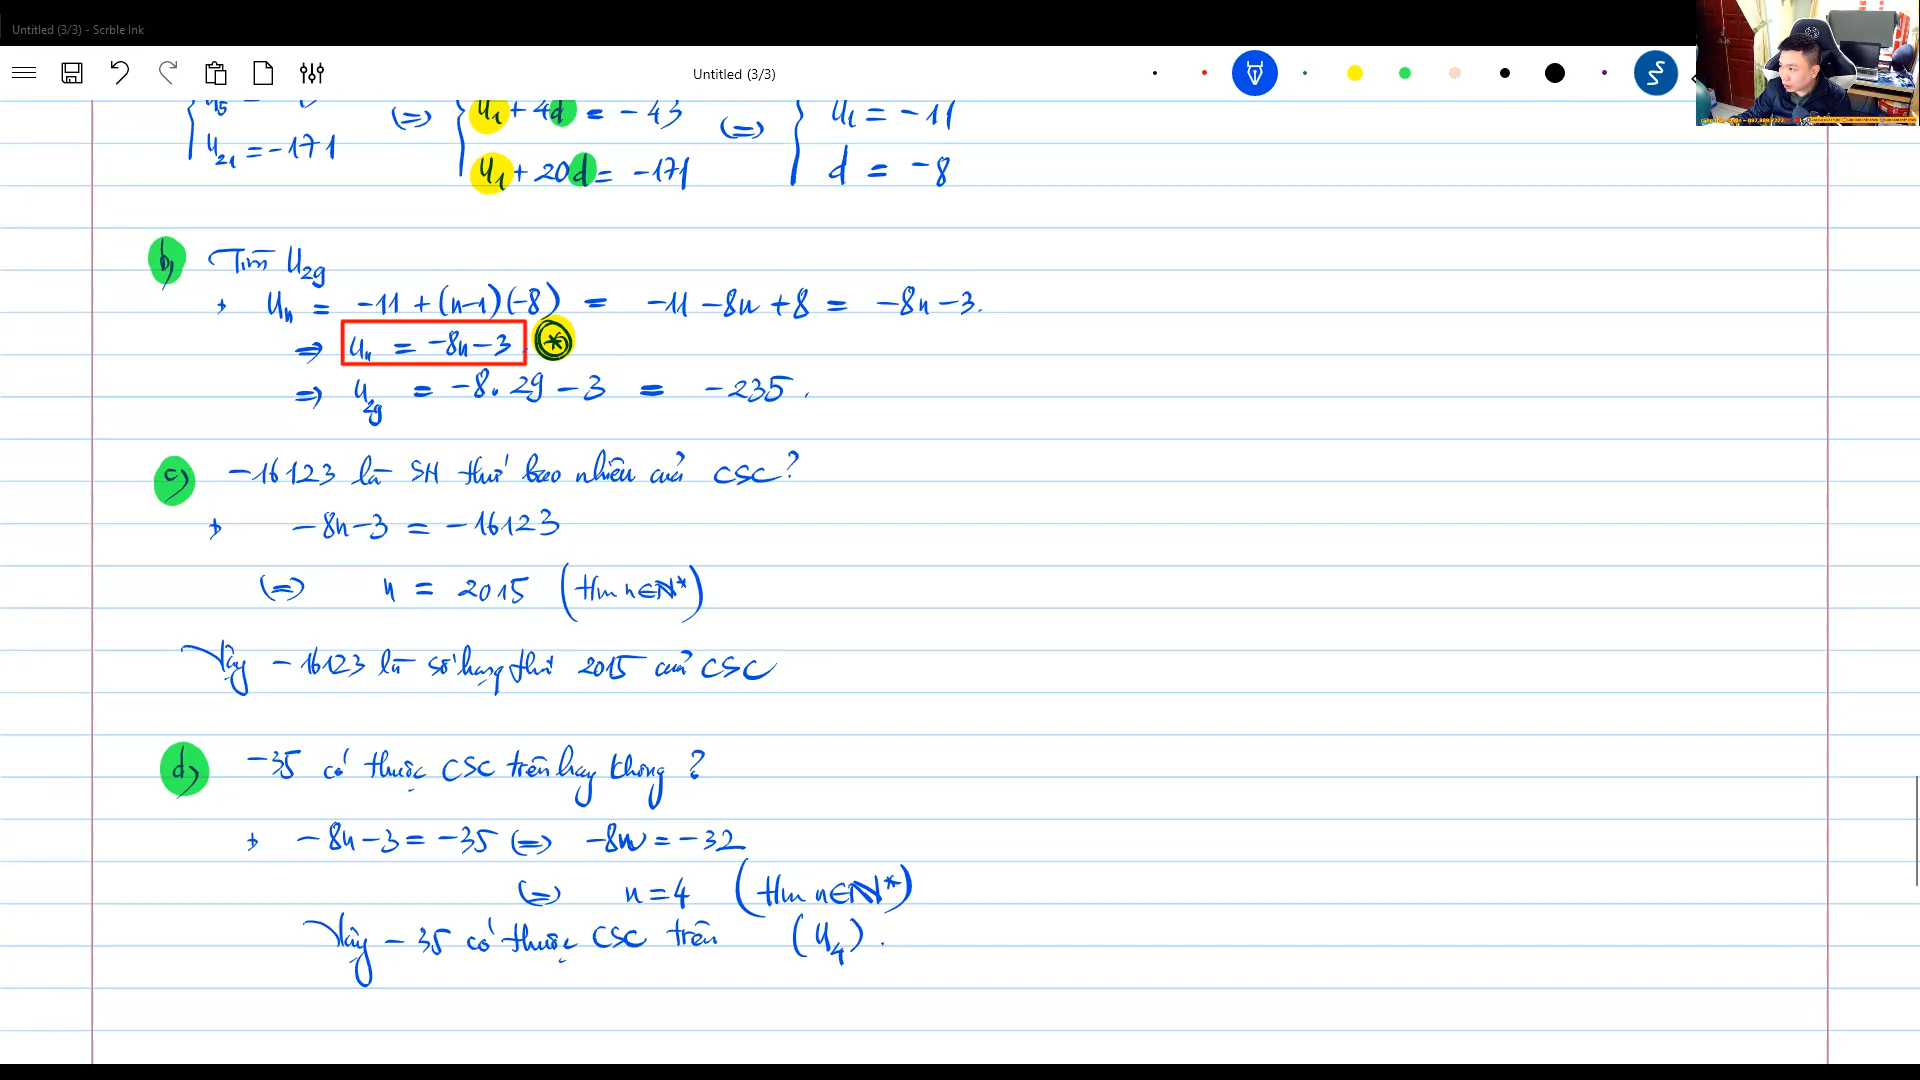 Untitled (3/3) - Scrble Ink
Untitled (3/3)
u₅
⇔ u₁ + 4d = -43 ⇔ u₁ = -11
u₂₁ = -171
u₁ + 20d = -171 d = -8
b) Tìm u₂₉
uₙ = -11 + (n-1)(-8) = -11 - 8n + 8 = -8n - 3.
⇒ uₙ = -8n - 3 (*)
⇒ u₂₉ = -8.29 - 3 = -235.
c) -16123 là SH thứ bao nhiêu của CSC?
-8n - 3 = -16123
⇔ n = 2015 (tm n∈N*)
Vậy -16123 là số hạng thứ 2015 của CSC
d) -35 có thuộc CSC trên hay không?
-8n - 3 = -35 ⇔ -8n = -32
⇔ n = 4 (tm n∈N*)
Vậy -35 có thuộc CSC trên (u₄).